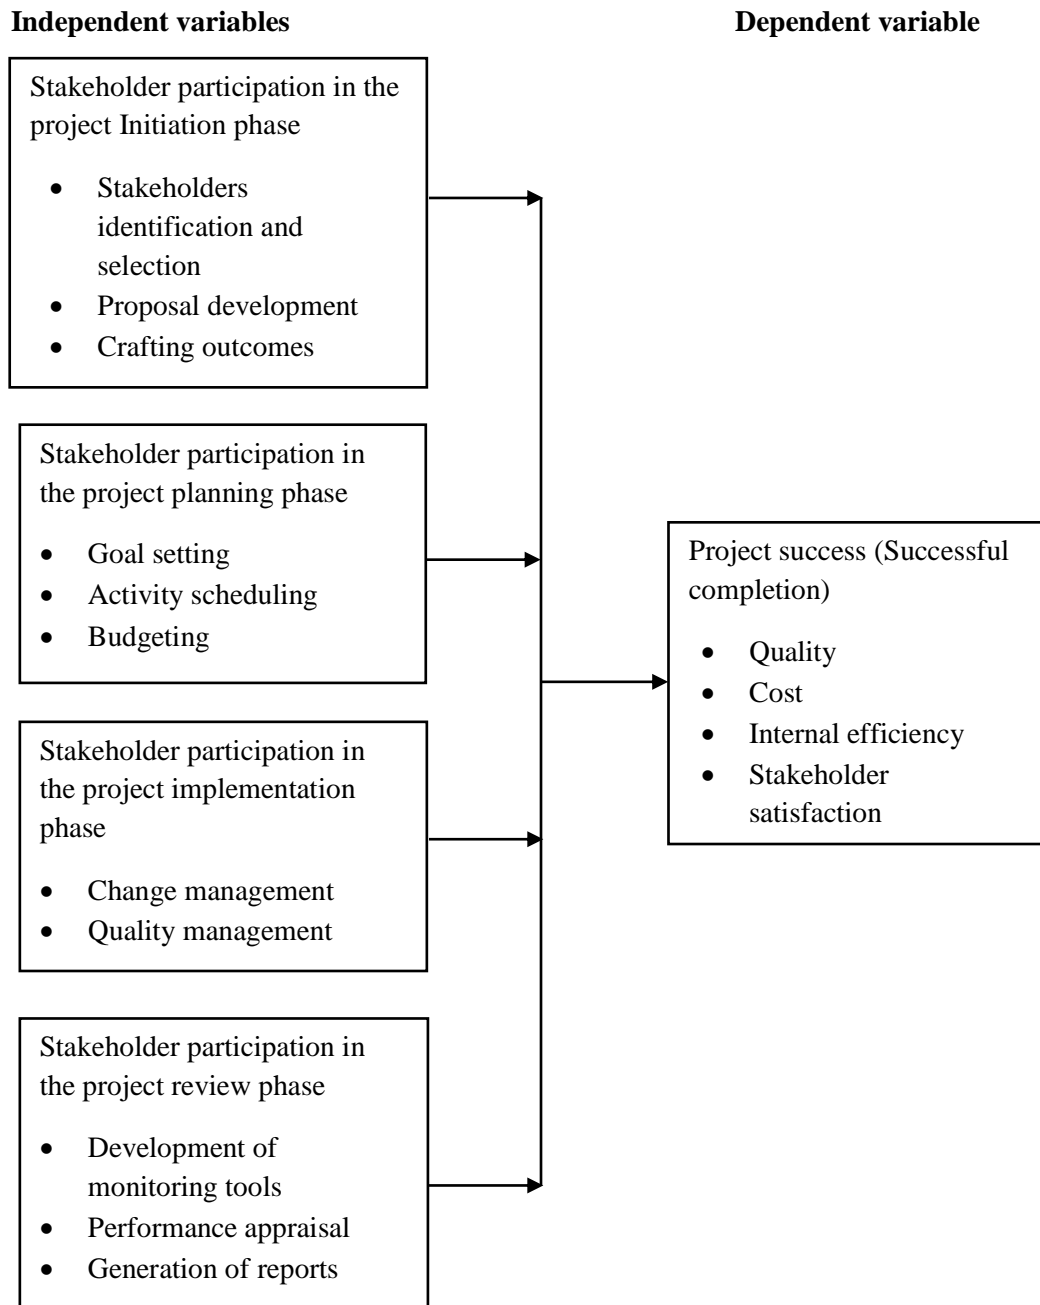 Independent variables
Dependent variable
Stakeholder participation in the
project Initiation phase
• Stakeholders
identification and
selection
• Proposal development
• Crafting outcomes
Stakeholder participation in
the project planning phase
• Goal setting
• Activity scheduling
• Budgeting
Stakeholder participation in
the project implementation
phase
• Change management
• Quality management
Stakeholder participation in
the project review phase
• Development of
monitoring tools
• Performance appraisal
• Generation of reports
Project success (Successful
completion)
• Quality
• Cost
• Internal efficiency
• Stakeholder
satisfaction